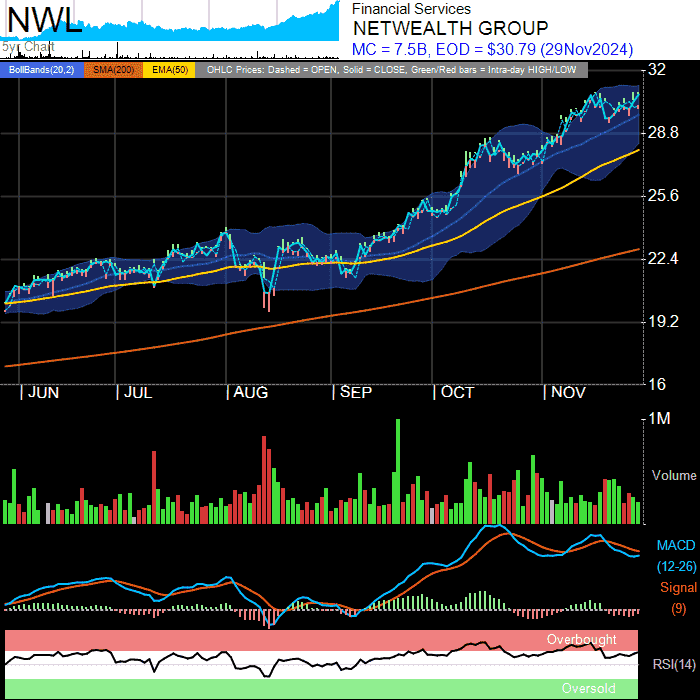 NWL
5yr Chart
Financial Services
NETWEALTH GROUP
MC = 7.5B, EOD = $30.79 (29Nov2024)
BollBands(20,2) SMA(200) EMA(50) OHLC Prices: Dashed = OPEN, Solid = CLOSE, Green/Red bars = Intra-day HIGH/LOW
32
28.8
25.6
22.4
19.2
16
JUN JUL AUG SEP OCT NOV
1M
Volume
MACD
(12-26)
Signal
(9)
Overbought
RSI(14)
Oversold